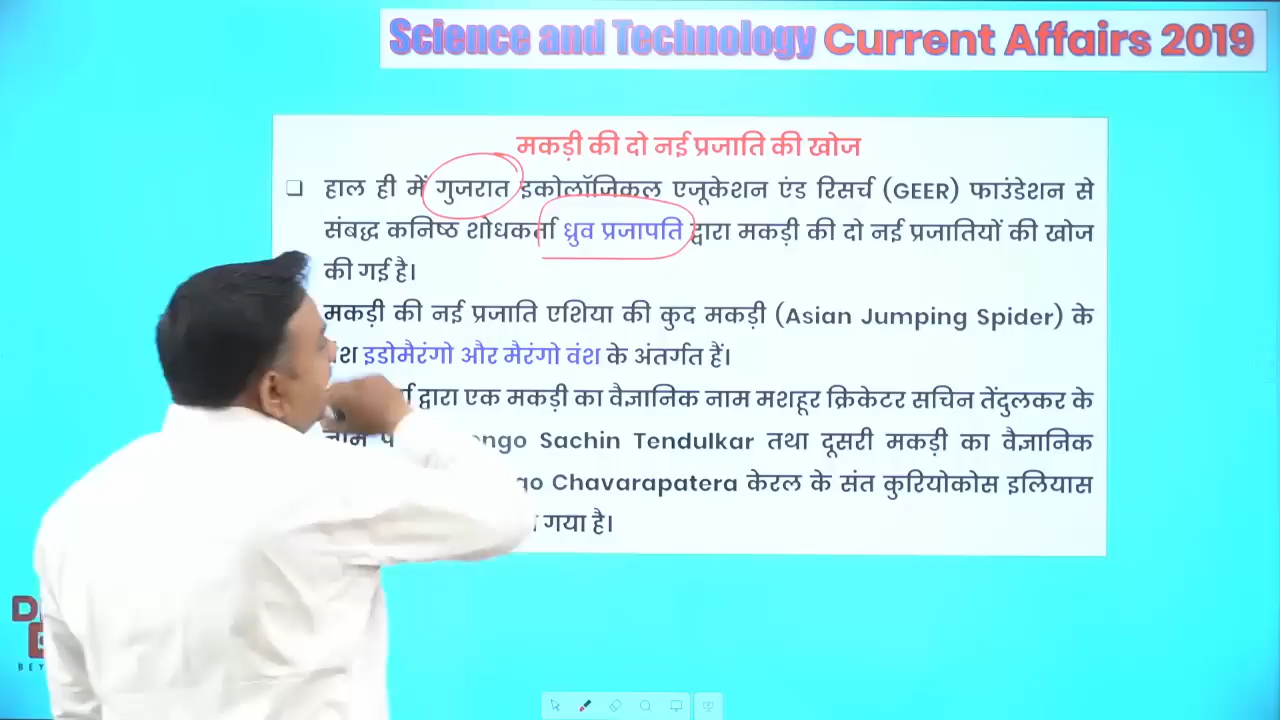 Science and Technology Current Affairs 2019
मकड़ी की दो नई प्रजाति की खोज
हाल ही में गुजरात इकोलॉजिकल एजूकेशन एंड रिसर्च (GEER) फाउंडेशन से
संबद्ध कनिष्ठ शोधकर्ता ध्रुव प्रजापति द्वारा मकड़ी की दो नई प्रजातियों की खोज
की गई है।
मकड़ी की नई प्रजाति एशिया की कुद मकड़ी (Asian Jumping Spider) के
इंडोमैरंगो और मैरंगो वंश के अंतर्गत हैं।
द्वारा एक मकड़ी का वैज्ञानिक नाम मशहूर क्रिकेटर सचिन तेंदुलकर के
नाम Sachin Tendulkar तथा दूसरी मकड़ी का वैज्ञानिक
Chavarapatera केरल के संत कुरियोकोस इलियास
गया है।